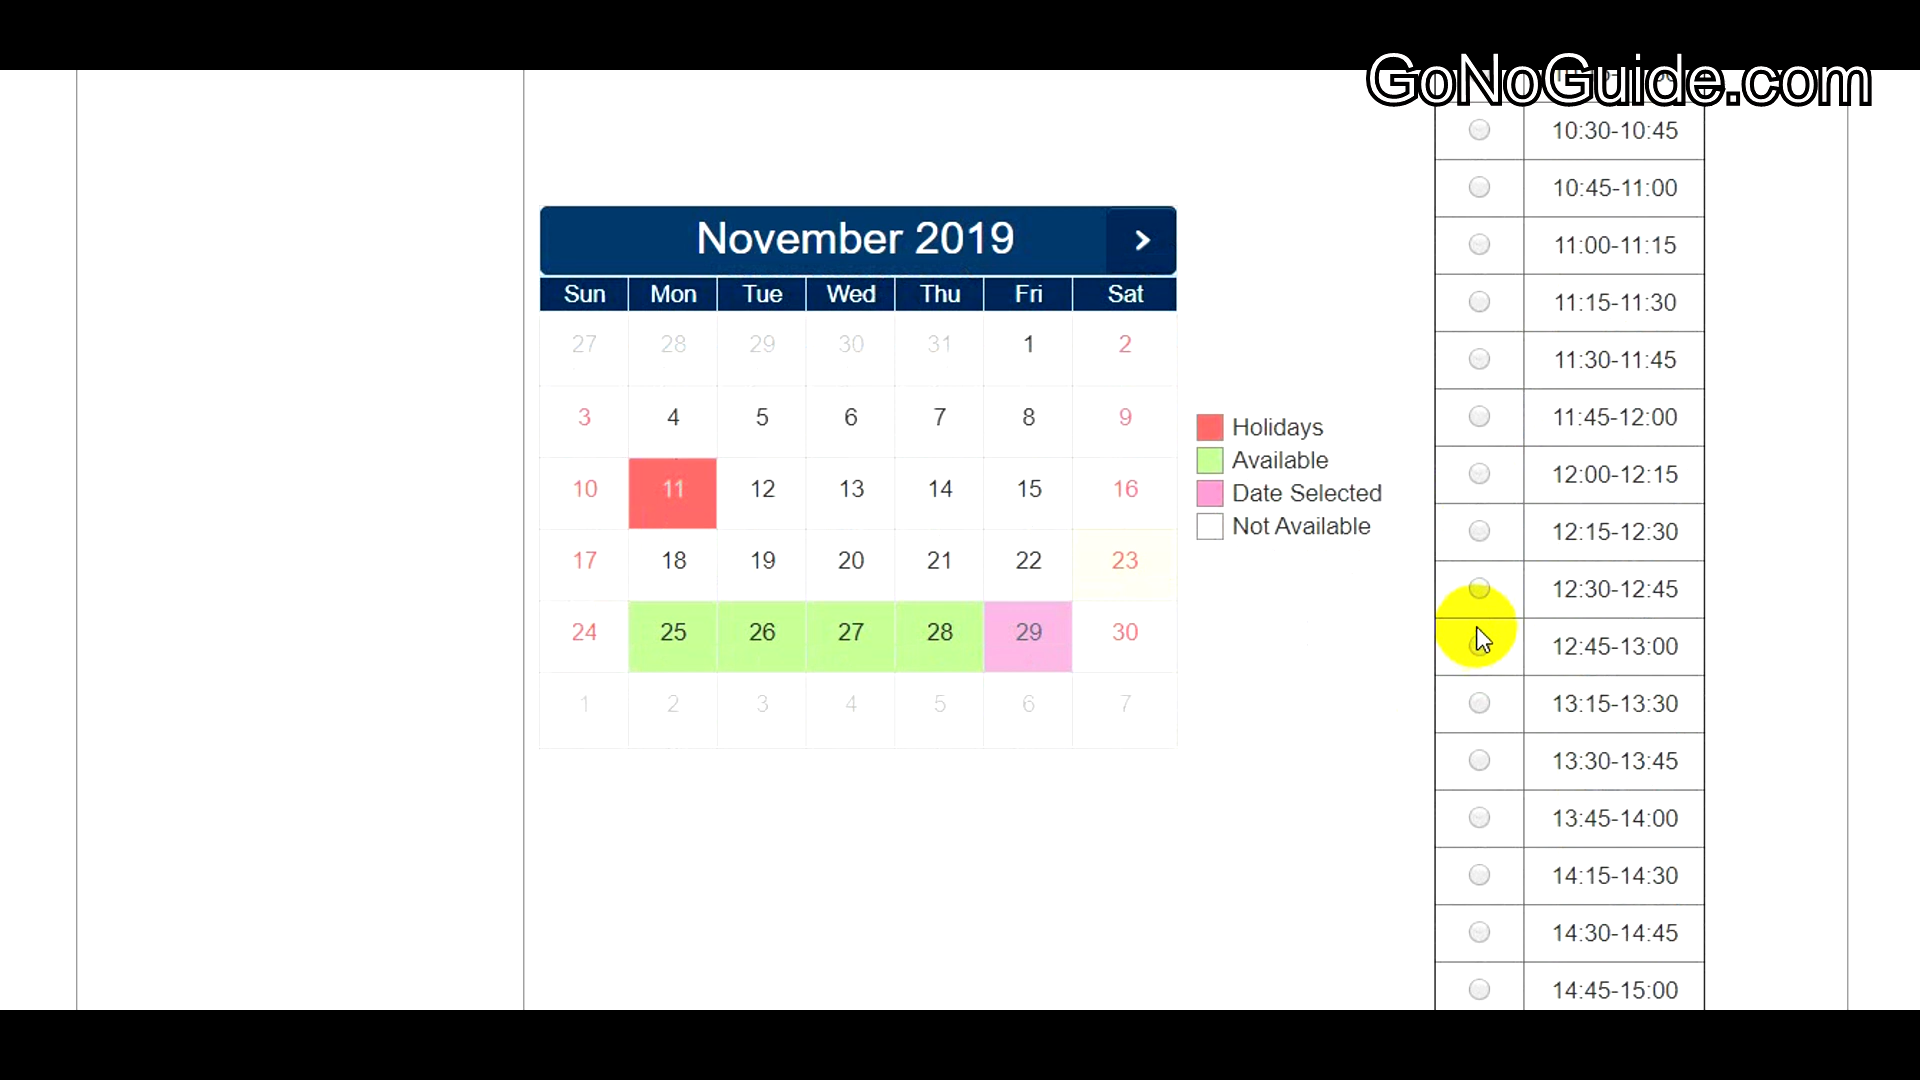 GoNoGuide.com
November 2019
Sun Mon Tue Wed Thu Fri Sat
27 28 29 30 31 1 2
3 4 5 6 7 8 9
10 11 12 13 14 15 16
17 18 19 20 21 22 23
24 25 26 27 28 29 30
1 2 3 4 5 6 7
Holidays
Available
Date Selected
Not Available
10:30-10:45
10:45-11:00
11:00-11:15
11:15-11:30
11:30-11:45
11:45-12:00
12:00-12:15
12:15-12:30
12:30-12:45
12:45-13:00
13:15-13:30
13:30-13:45
13:45-14:00
14:15-14:30
14:30-14:45
14:45-15:00